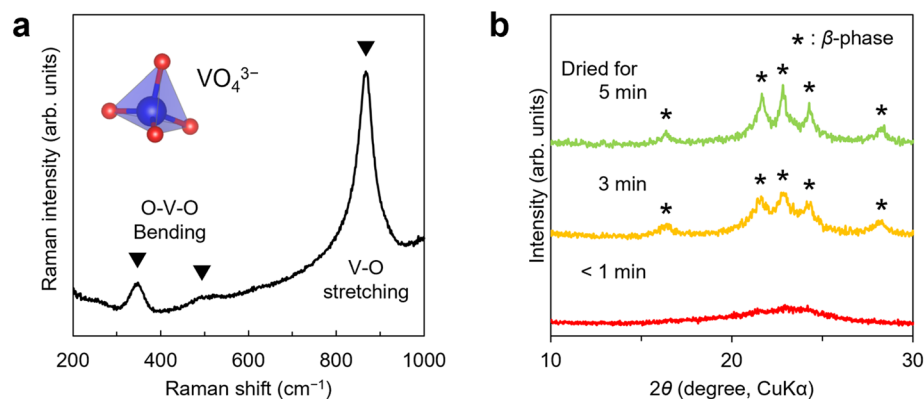 a
VO₄³⁻
O-V-O
Bending
V-O
stretching
Raman intensity (arb. units)
200
400
600
800
1000
Raman shift (cm⁻¹)
b
* : β-phase
Dried for
5 min
* * * * *
3 min
* * * * *
< 1 min
Intensity (arb. units)
10
20
30
2θ (degree, CuKα)